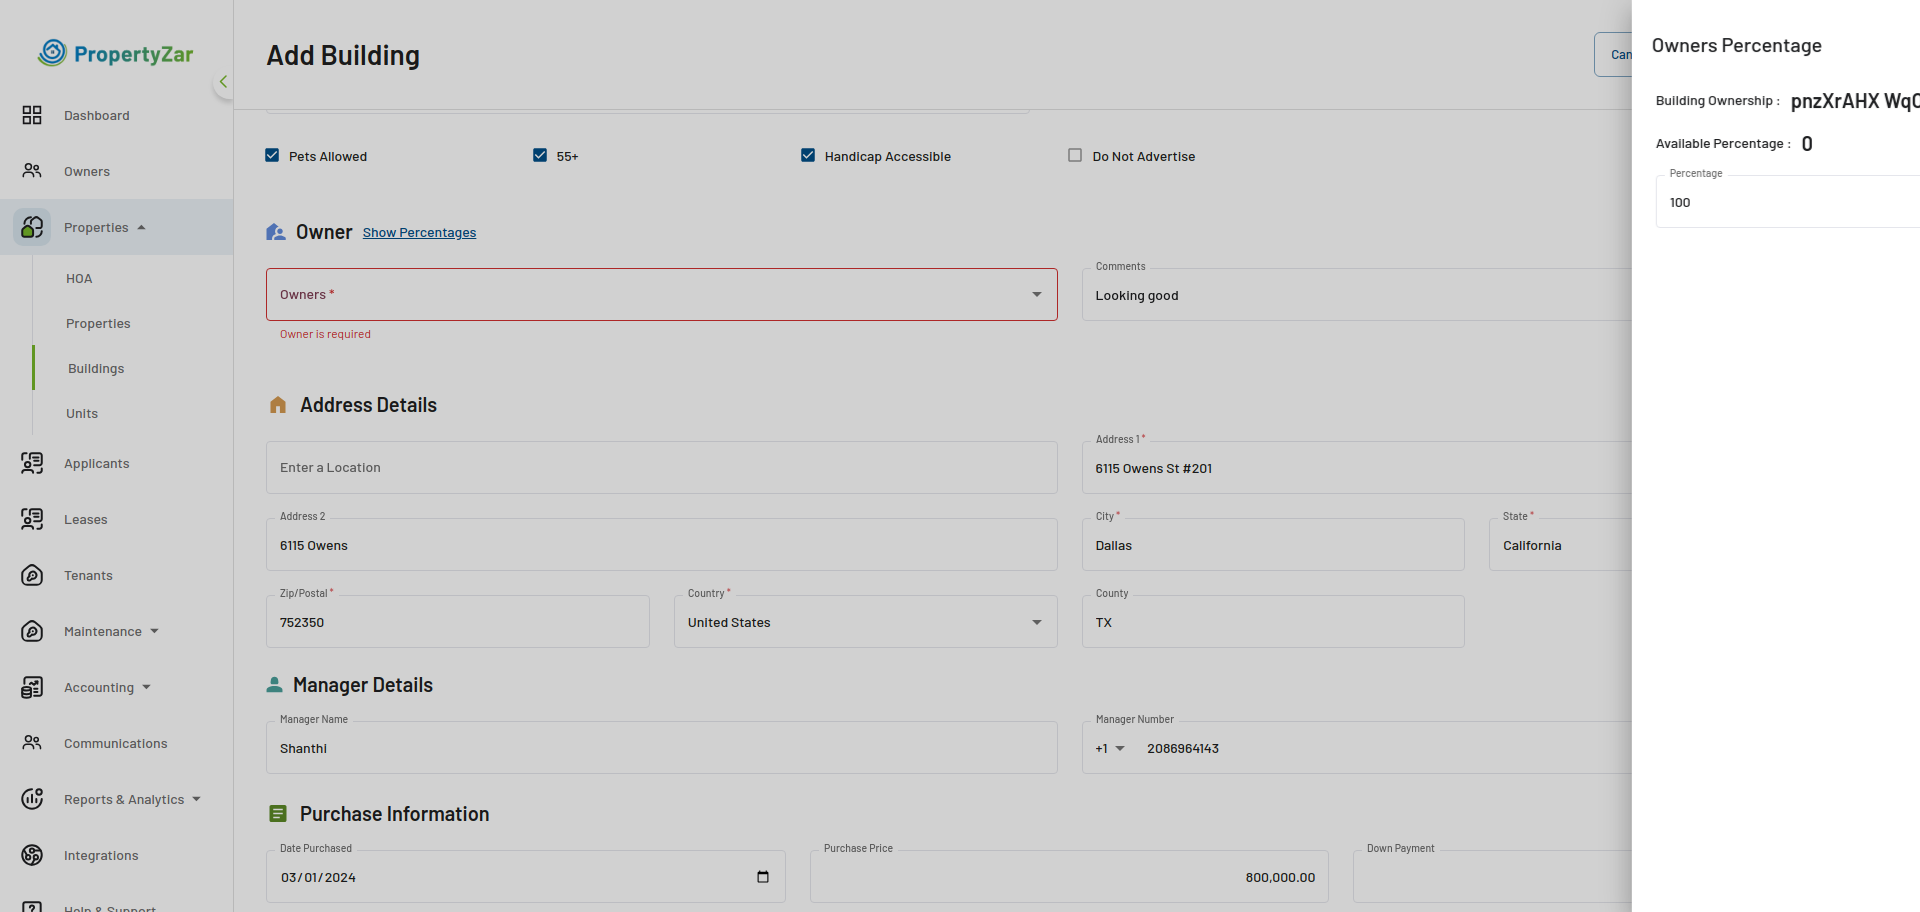 PropertyZar
Dashboard
Owners
Properties
HOA
Properties
Buildings
Units
Applicants
Leases
Tenants
Maintenance
Accounting
Communications
Reports & Analytics
Integrations
Help & Support
Add Building
Pets Allowed
55+
Handicap Accessible
Do Not Advertise
Owner Show Percentages
Owners *
Owner is required
Comments
Looking good
Address Details
Enter a Location
Address 1 *
6115 Owens St #201
Address 2
6115 Owens
City *
Dallas
State *
California
Zip/Postal *
752350
Country *
United States
County
TX
Manager Details
Manager Name
Shanthi
Manager Number
+1 2086964143
Purchase Information
Date Purchased
03/01/2024
Purchase Price
800,000.00
Down Payment
Owners Percentage
Building Ownership : pnzXrAHX
Available Percentage : 0
Percentage
100